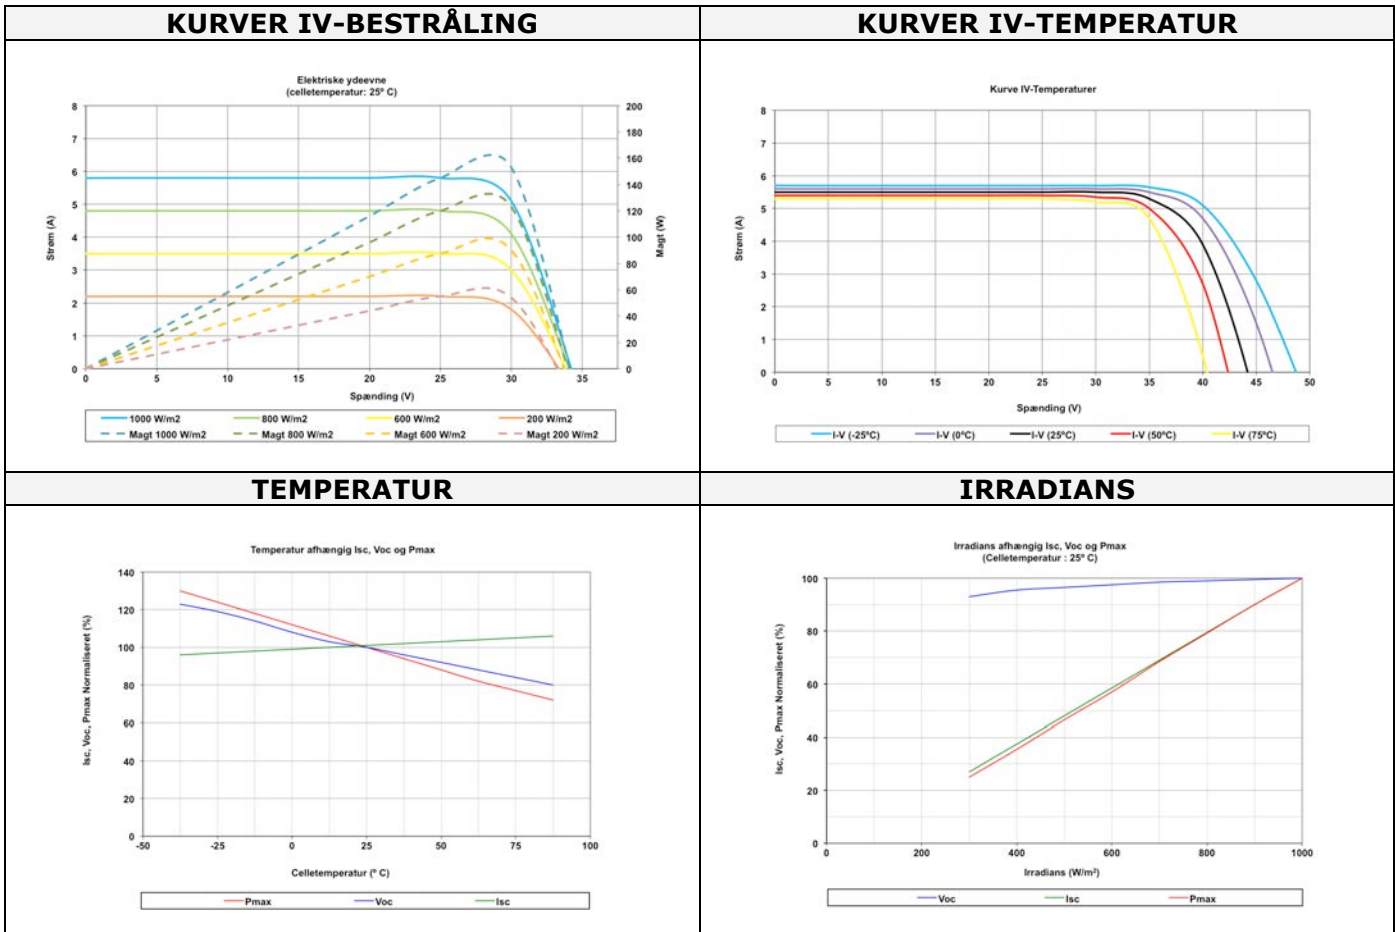 KURVER IV-BESTRÅLING
KURVER IV-TEMPERATUR
Elektriske ydeevne
(celletemperatur: 25º C)
8
7
6
5
4
3
2
1
0
200
180
160
140
120
100
80
60
40
20
0
Strøm (A)
Magt (W)
0 5 10 15 20 25 30 35
Spænding (V)
1000 W/m2 800 W/m2 600 W/m2 200 W/m2
Magt 1000 W/m2 Magt 800 W/m2 Magt 600 W/m2 Magt 200 W/m2
Kurve IV-Temperaturer
8
7
6
5
4
3
2
1
0
Strøm (A)
0 5 10 15 20 25 30 35 40 45 50
Spænding (V)
I-V (-25ºC) I-V (0ºC) I-V (25ºC) I-V (50ºC) I-V (75ºC)
TEMPERATUR
IRRADIANS
Temperatur afhængig Isc, Voc og Pmax
140
120
100
80
60
40
20
0
Isc, Voc, Pmax Normaliseret (%)
-50 -25 0 25 50 75 100
Celletemperatur (º C)
Pmax Voc Isc
Irradians afhængig Isc, Voc og Pmax
(Celletemperatur : 25º C)
100
80
60
40
20
0
Isc, Voc, Pmax Normaliseret (%)
0 200 400 600 800 1000
Irradians (W/m²)
Voc Isc Pmax